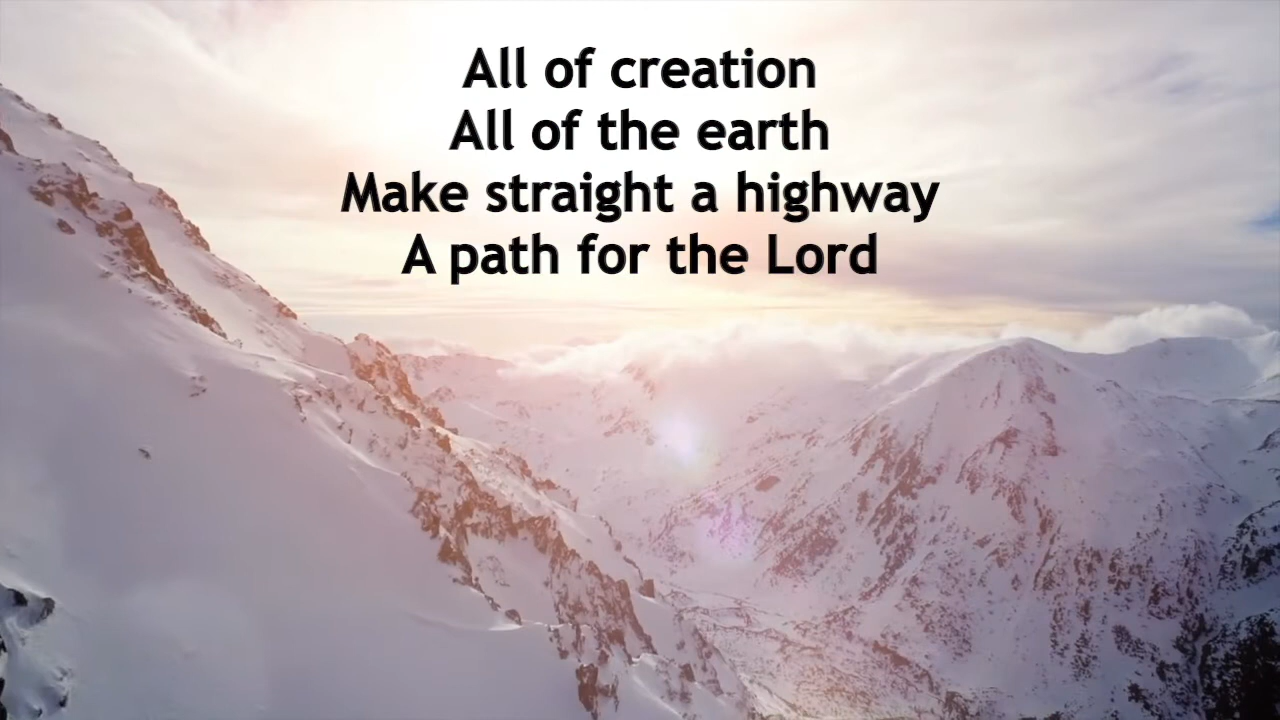 All of creation
All of the earth
Make straight a highway
A path for the Lord